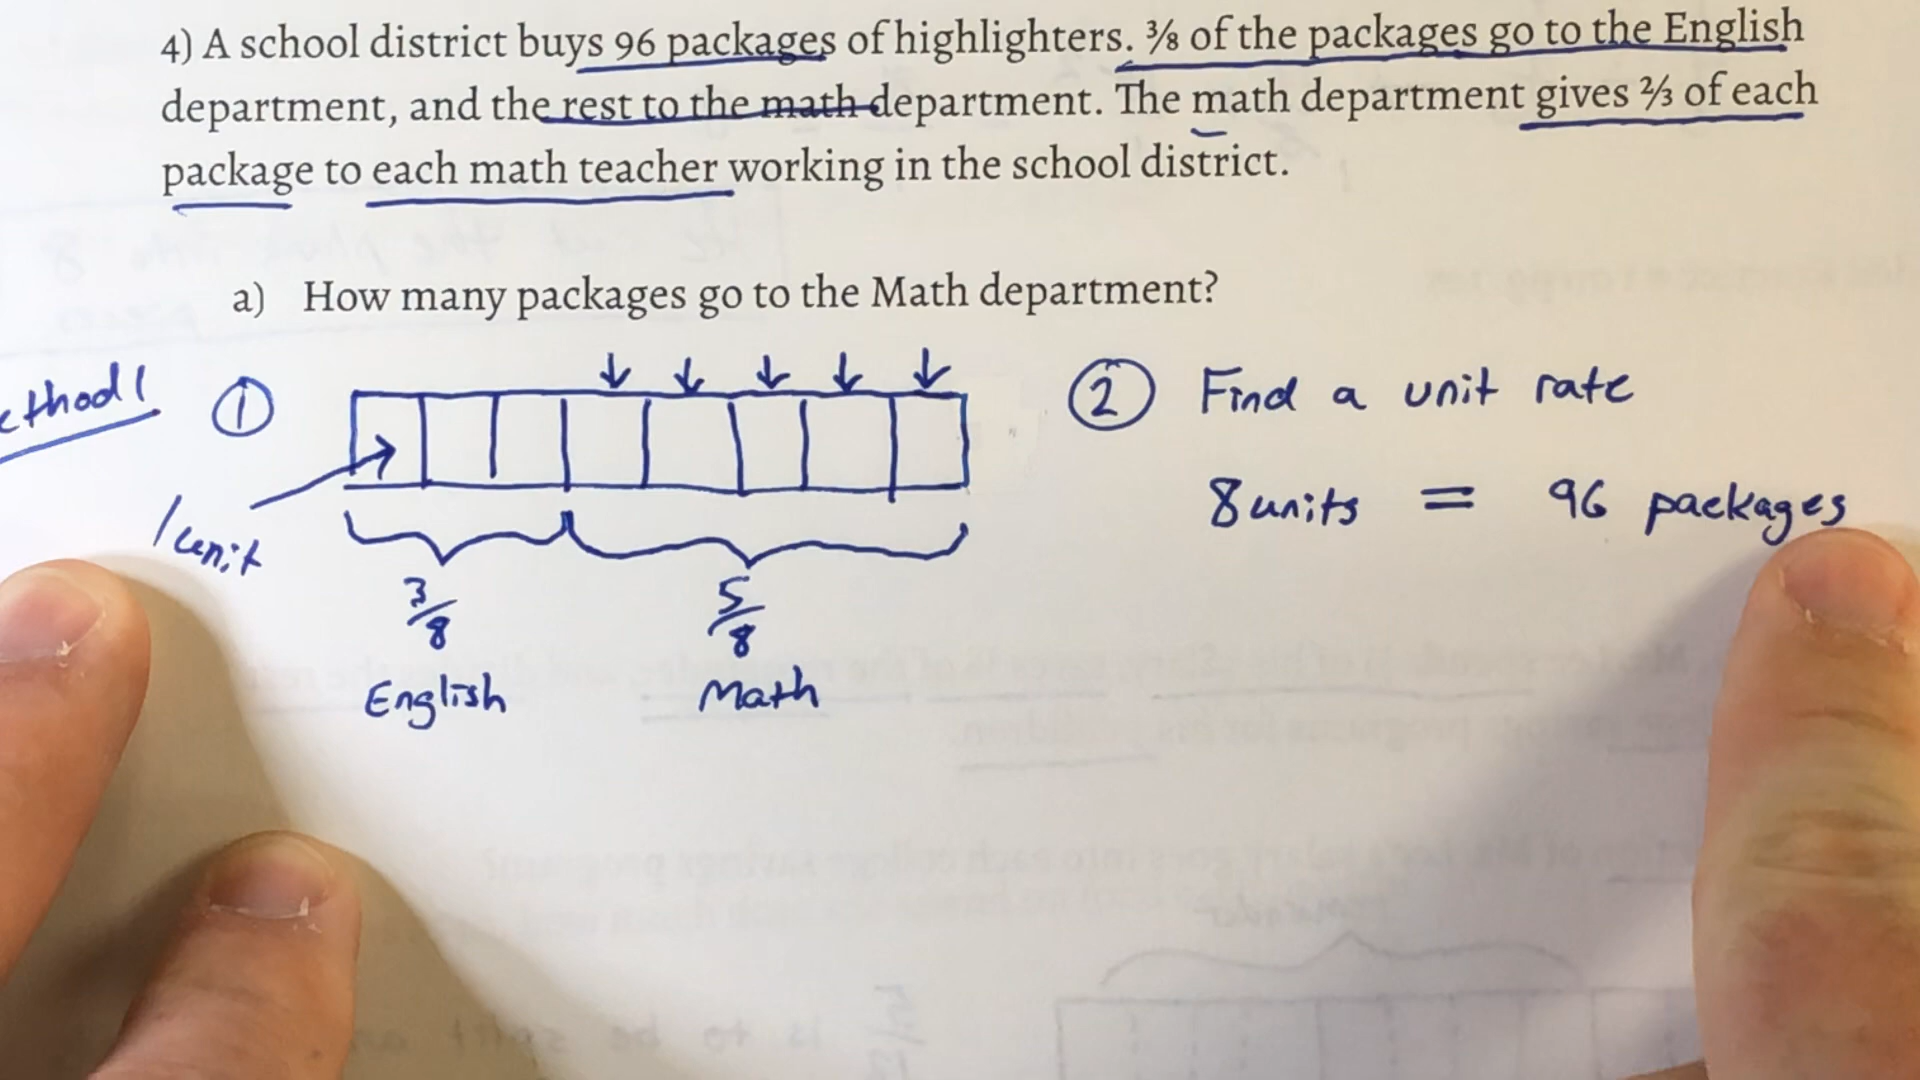 4) A school district buys 96 packages of highlighters. ⅜ of the packages go to the English
department, and the rest to the math department. The math department gives ⅔ of each
package to each math teacher working in the school district.
a) How many packages go to the Math department?
①
1 unit
3/8
English
5/8
Math
② Find a unit rate
8 units = 96 packages